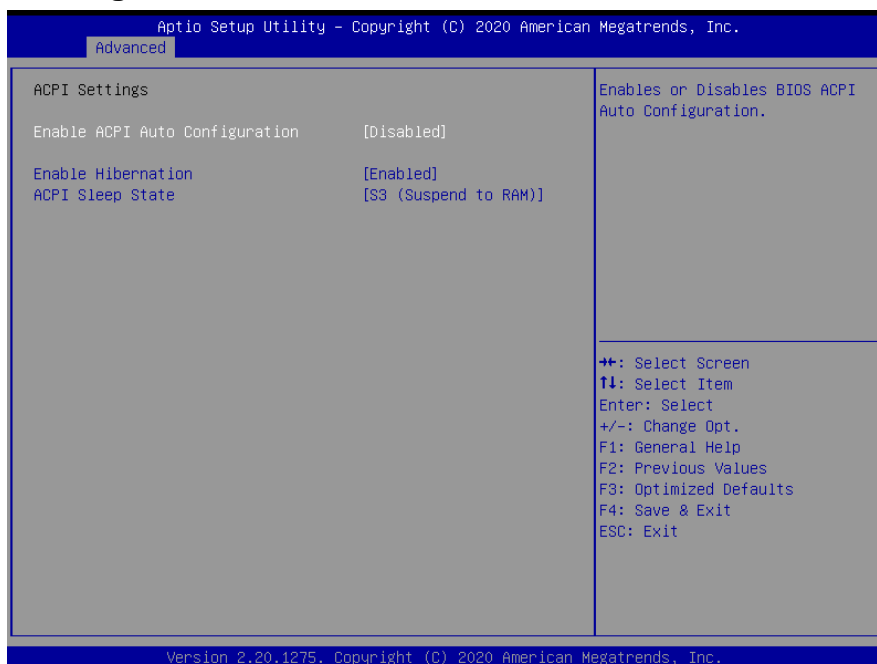 Aptio Setup Utility – Copyright (C) 2020 American Megatrends, Inc.
Advanced
ACPI Settings
Enable ACPI Auto Configuration [Disabled]
Enable Hibernation [Enabled]
ACPI Sleep State [S3 (Suspend to RAM)]
Enables or Disables BIOS ACPI
Auto Configuration.
→←: Select Screen
↑↓: Select Item
Enter: Select
+/-: Change Opt.
F1: General Help
F2: Previous Values
F3: Optimized Defaults
F4: Save & Exit
ESC: Exit
Version 2.20.1275. Copyright (C) 2020 American Megatrends, Inc.